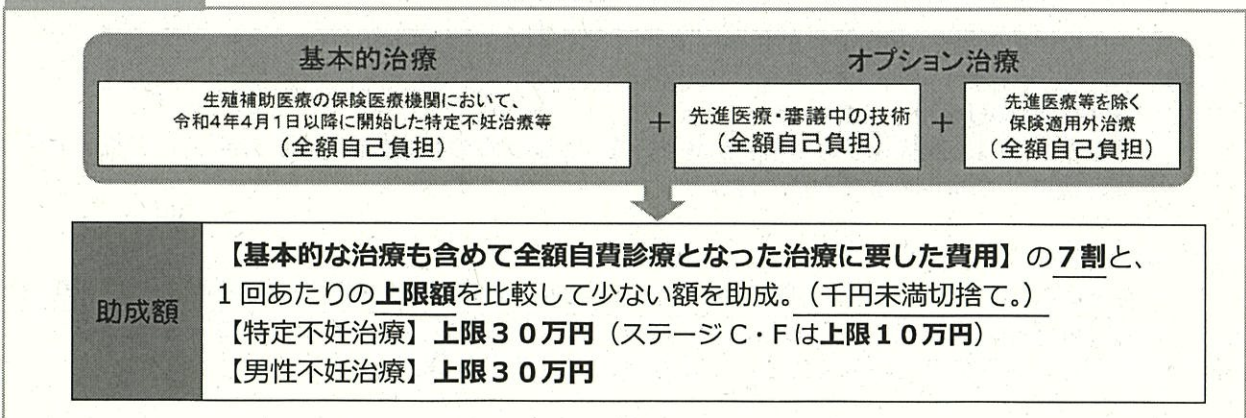 基本的治療
オプション治療
生殖補助医療の保険医療機関において、
令和4年4月1日以降に開始した特定不妊治療等
(全額自己負担)
+
先進医療・審議中の技術
(全額自己負担)
+
先進医療等を除く
保険適用外治療
(全額自己負担)
助成額
【基本的な治療も含めて全額自費診療となった治療に要した費用】の7割と、
1回あたりの上限額を比較して少ない額を助成。(千円未満切捨て。)
【特定不妊治療】上限30万円(ステージC・Fは上限10万円)
【男性不妊治療】上限30万円